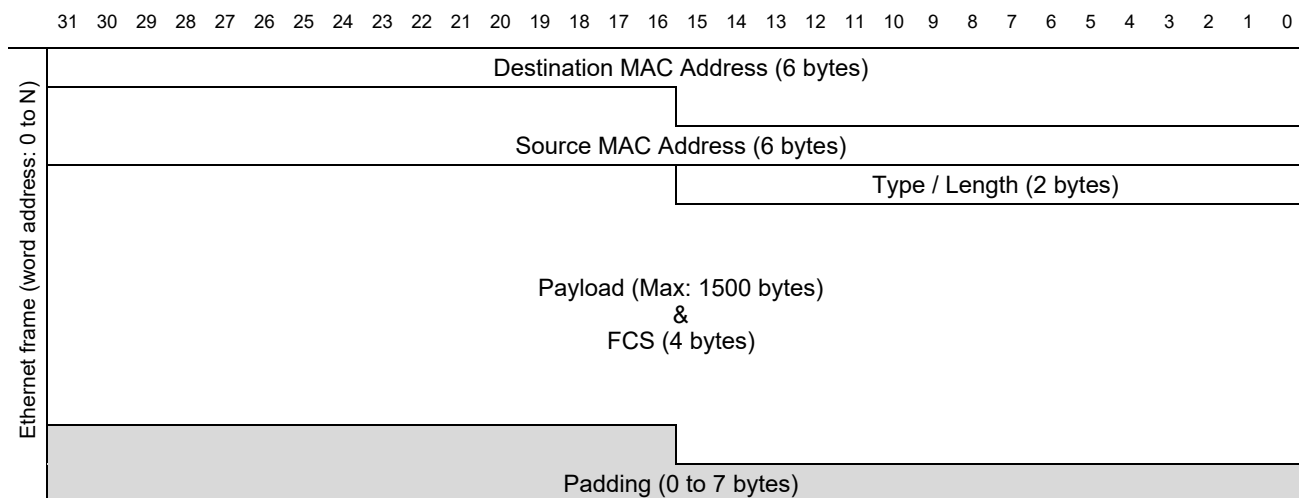 31 30 29 28 27 26 25 24 23 22 21 20 19 18 17 16 15 14 13 12 11 10 9 8 7 6 5 4 3 2 1 0
Ethernet frame (word address: 0 to N)
Destination MAC Address (6 bytes)
Source MAC Address (6 bytes)
Type / Length (2 bytes)
Payload (Max: 1500 bytes)
&
FCS (4 bytes)
Padding (0 to 7 bytes)